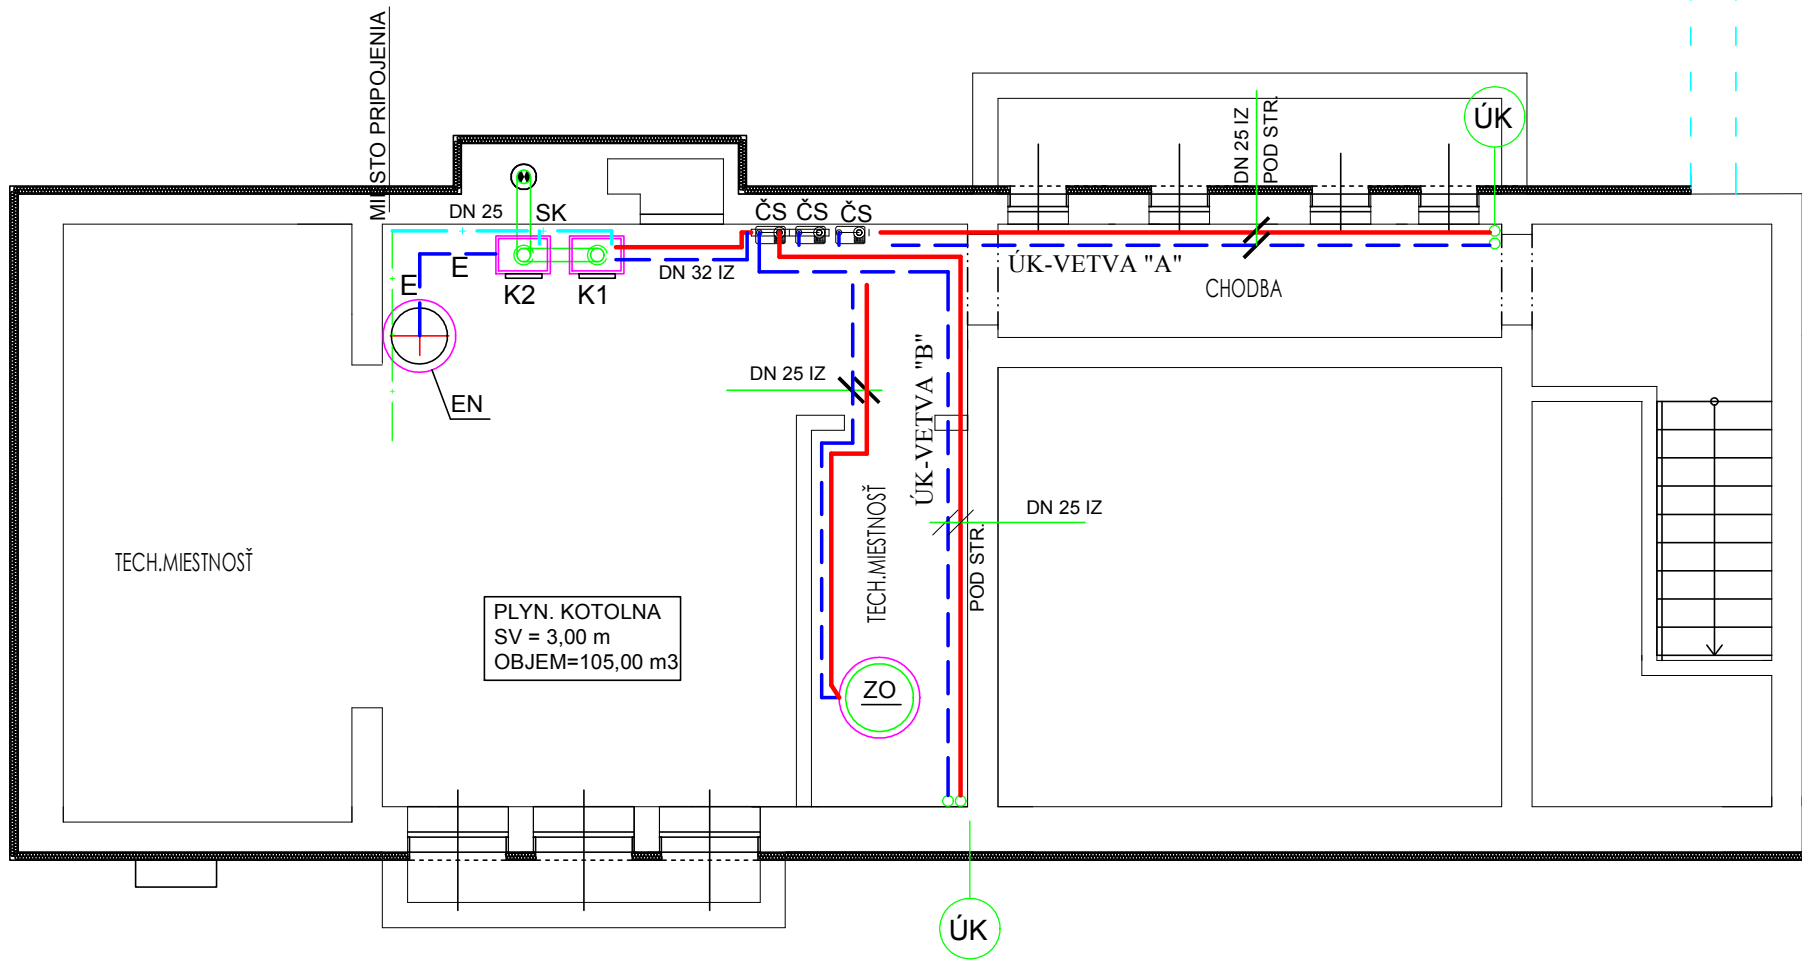 MIESTO PRIPOJENIA
DN 25
SK
ČS
ČS
ČS
DN 25 IZ
POD STR.
ÚK
E
E
K2
K1
DN 32 IZ
ÚK-VETVA "A"
CHODBA
EN
DN 25 IZ
ÚK-VETVA "B"
TECH.MIESTNOSŤ
DN 25 IZ
POD STR.
TECH.MIESTNOSŤ
PLYN. KOTOLNA
SV = 3,00 m
OBJEM=105,00 m3
ZO
ÚK